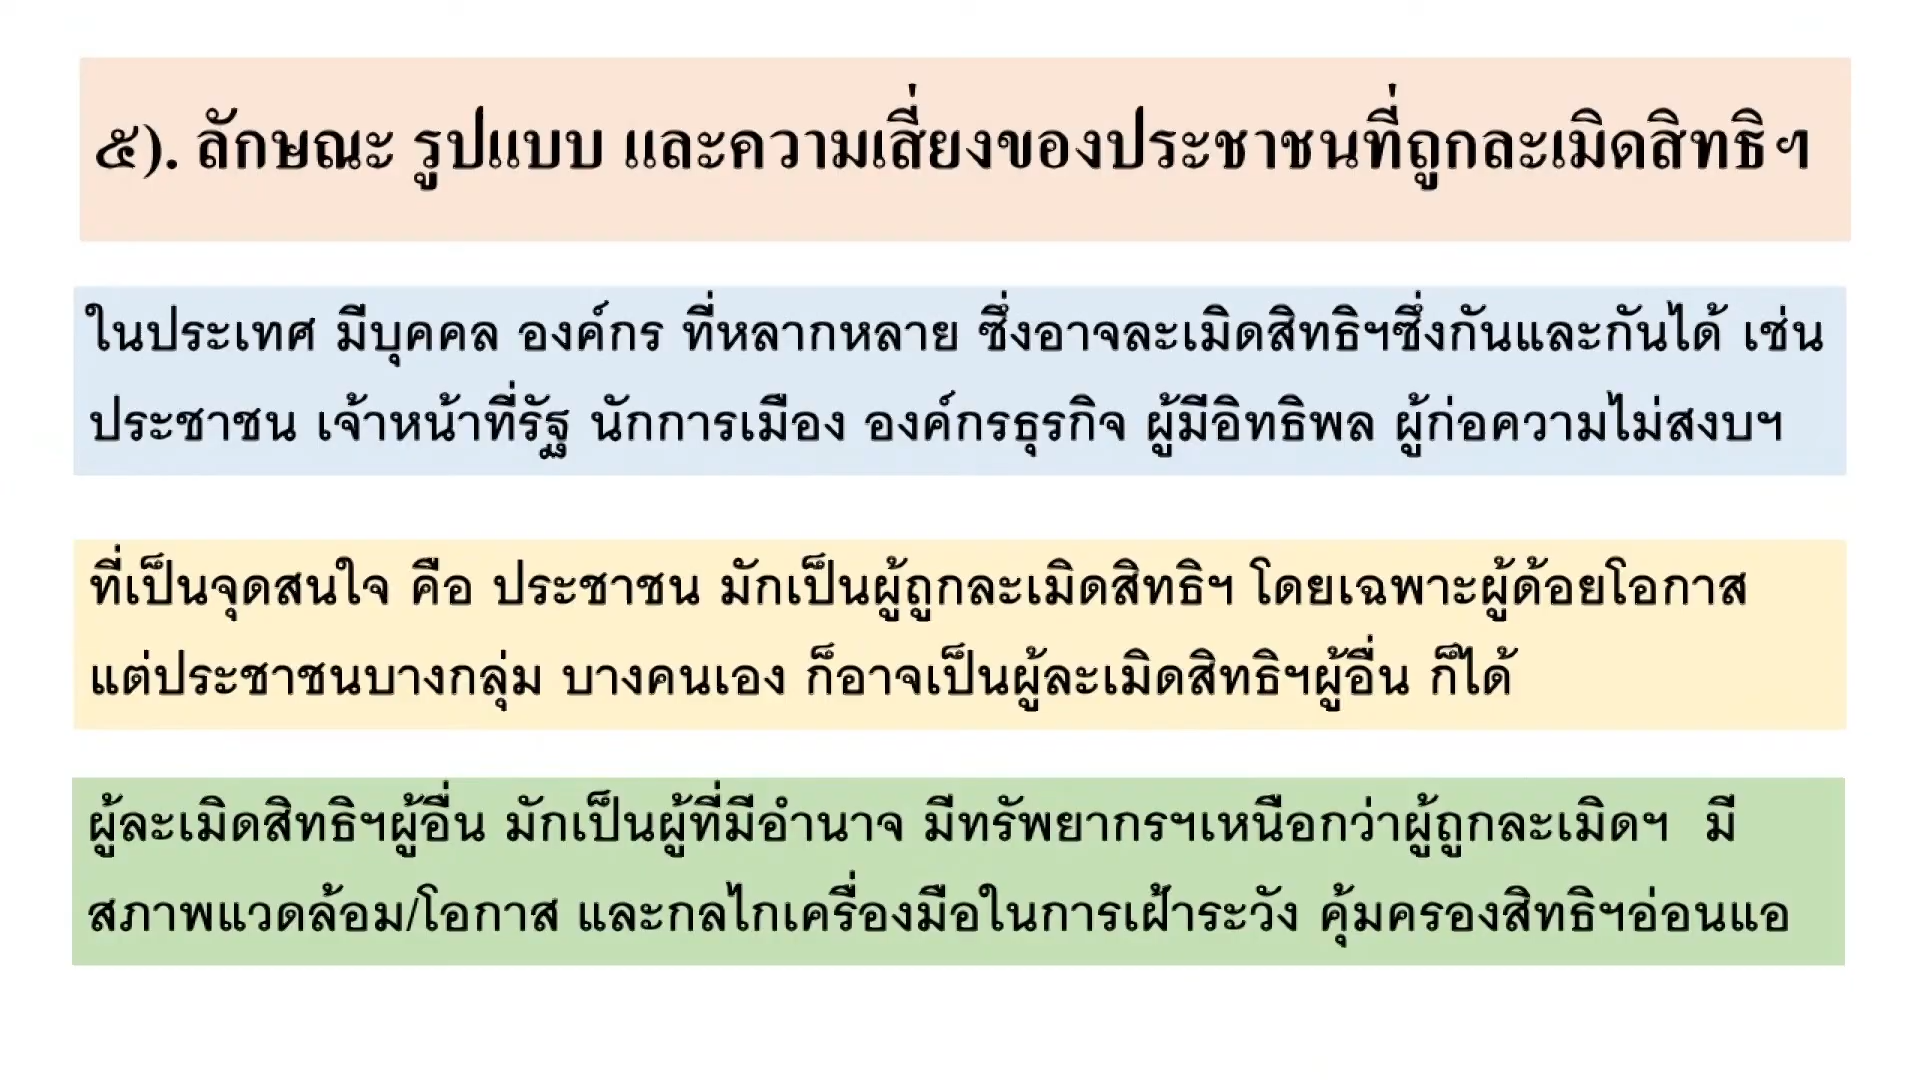 ๕). ลักษณะ รูปแบบ และความเสี่ยงของประชาชนที่ถูกละเมิดสิทธิฯ
ในประเทศ มีบุคคล องค์กร ที่หลากหลาย ซึ่งอาจละเมิดสิทธิฯซึ่งกันและกันได้ เช่น
ประชาชน เจ้าหน้าที่รัฐ นักการเมือง องค์กรธุรกิจ ผู้มีอิทธิพล ผู้ก่อความไม่สงบฯ
ที่เป็นจุดสนใจ คือ ประชาชน มักเป็นผู้ถูกละเมิดสิทธิฯ โดยเฉพาะผู้ด้อยโอกาส
แต่ประชาชนบางกลุ่ม บางคนเอง ก็อาจเป็นผู้ละเมิดสิทธิฯผู้อื่น ก็ได้
ผู้ละเมิดสิทธิฯผู้อื่น มักเป็นผู้ที่มีอำนาจ มีทรัพยากรฯเหนือกว่าผู้ถูกละเมิดฯ มี
สภาพแวดล้อม/โอกาส และกลไกเครื่องมือในการเฝ้าระวัง คุ้มครองสิทธิฯอ่อนแอ